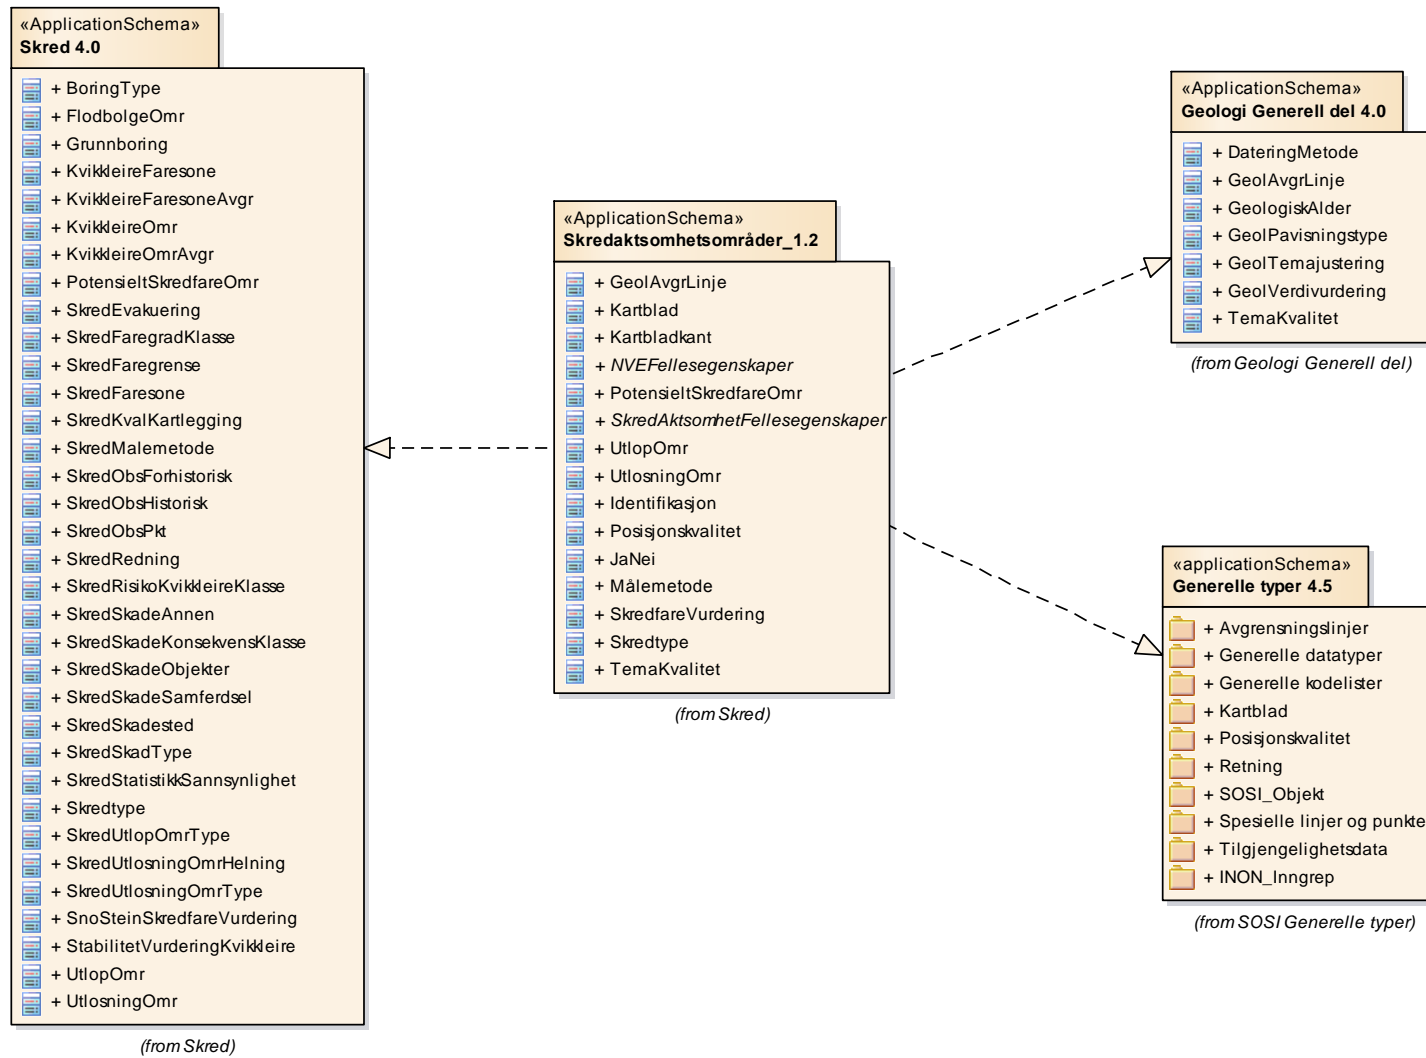 «ApplicationSchema»
Skred 4.0
+ BoringType
+ FlodbolgeOmr
+ Grunnboring
+ KvikkleireFaresone
+ KvikkleireFaresoneAvgr
+ KvikkleireOmr
+ KvikkleireOmrAvgr
+ PotensieltSkredfareOmr
+ SkredEvakuering
+ SkredFaregradKlasse
+ SkredFaregrense
+ SkredFaresone
+ SkredKvalKartlegging
+ SkredMalemetode
+ SkredObsForhistorisk
+ SkredObsHistorisk
+ SkredObsPkt
+ SkredRedning
+ SkredRisikoKvikkleireKlasse
+ SkredSkadeAnnen
+ SkredSkadeKonsekvensKlasse
+ SkredSkadeObjekter
+ SkredSkadeSamferdsel
+ SkredSkadested
+ SkredSkadType
+ SkredStatistikkSannsynlighet
+ Skredtype
+ SkredUtlopOmrType
+ SkredUtlosningOmrHelning
+ SkredUtlosningOmrType
+ SnoSteinSkredfareVurdering
+ StabilitetVurderingKvikkleire
+ UtlopOmr
+ UtlosningOmr
(from Skred)
«ApplicationSchema»
Skredaktsomhetsområder_1.2
+ GeolAvgrLinje
+ Kartblad
+ Kartbladkant
+ NVEFellesegenskaper
+ PotensieltSkredfareOmr
+ SkredAktsomhetFellesegenskaper
+ UtlopOmr
+ UtlosningOmr
+ Identifikasjon
+ Posisjonskvalitet
+ JaNei
+ Målemetode
+ SkredfareVurdering
+ Skredtype
+ TemaKvalitet
(from Skred)
«ApplicationSchema»
Geologi Generell del 4.0
+ DateringMetode
+ GeolAvgrLinje
+ GeologiskAlder
+ GeolPavisningstype
+ GeolTemajustering
+ GeolVerdivurdering
+ TemaKvalitet
(from Geologi Generell del)
«applicationSchema»
Generelle typer 4.5
+ Avgrensningslinjer
+ Generelle datatyper
+ Generelle kodelister
+ Kartblad
+ Posisjonskvalitet
+ Retning
+ SOSI_Objekt
+ Spesielle linjer og punkte
+ Tilgjengelighetsdata
+ INON_Inngrep
(from SOSI Generelle typer)